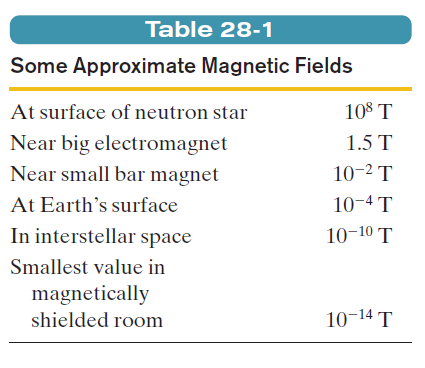 Table 28-1
Some Approximate Magnetic Fields
At surface of neutron star 10⁸ T
Near big electromagnet 1.5 T
Near small bar magnet 10⁻² T
At Earth’s surface 10⁻⁴ T
In interstellar space 10⁻¹⁰ T
Smallest value in
magnetically
shielded room 10⁻¹⁴ T